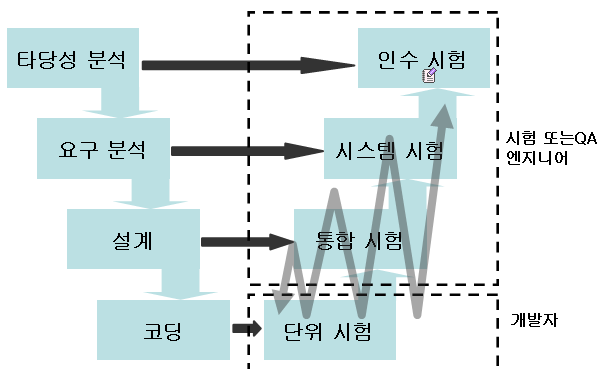 타당성 분석
인수 시험
요구 분석
시스템 시험
시험 또는QA
엔지니어
설계
통합 시험
코딩
단위 시험
개발자